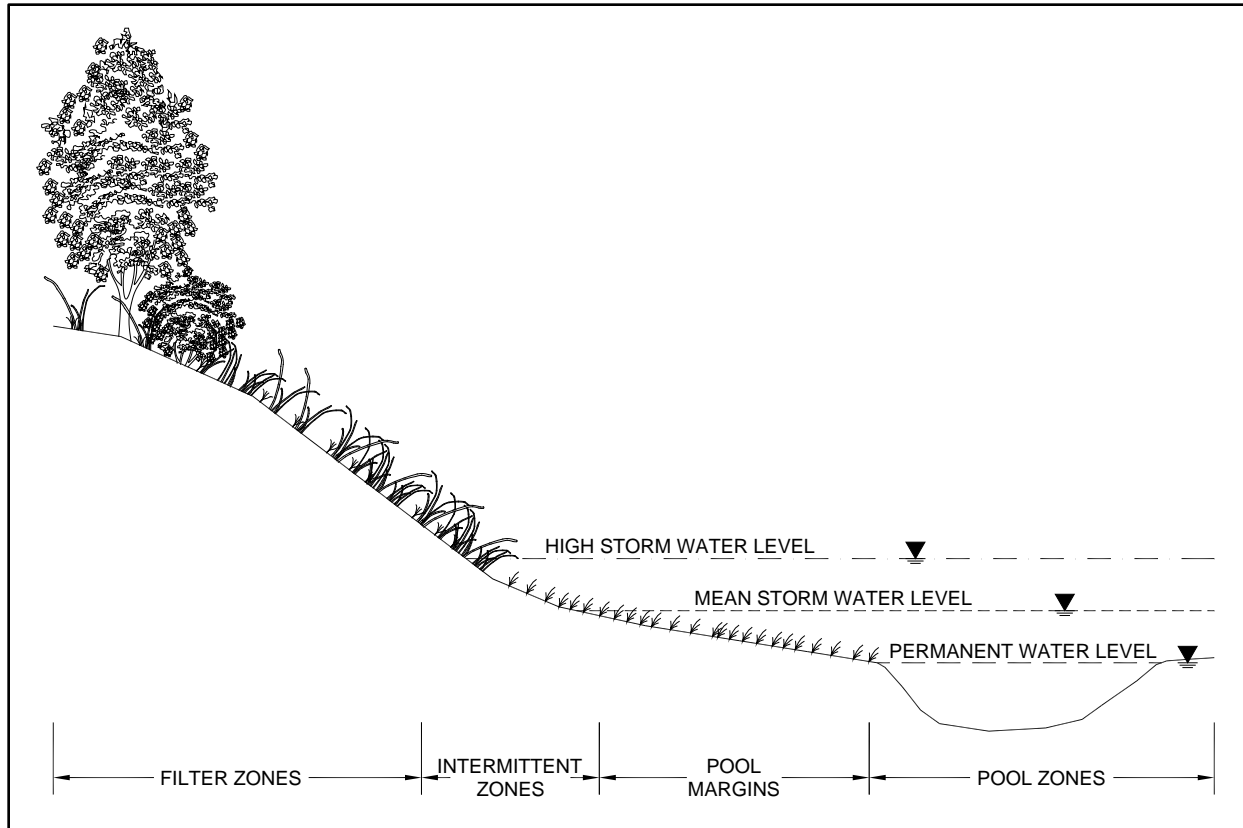 HIGH STORM WATER LEVEL
MEAN STORM WATER LEVEL
PERMANENT WATER LEVEL
FILTER ZONES
INTERMITTENT
ZONES
POOL
MARGINS
POOL ZONES